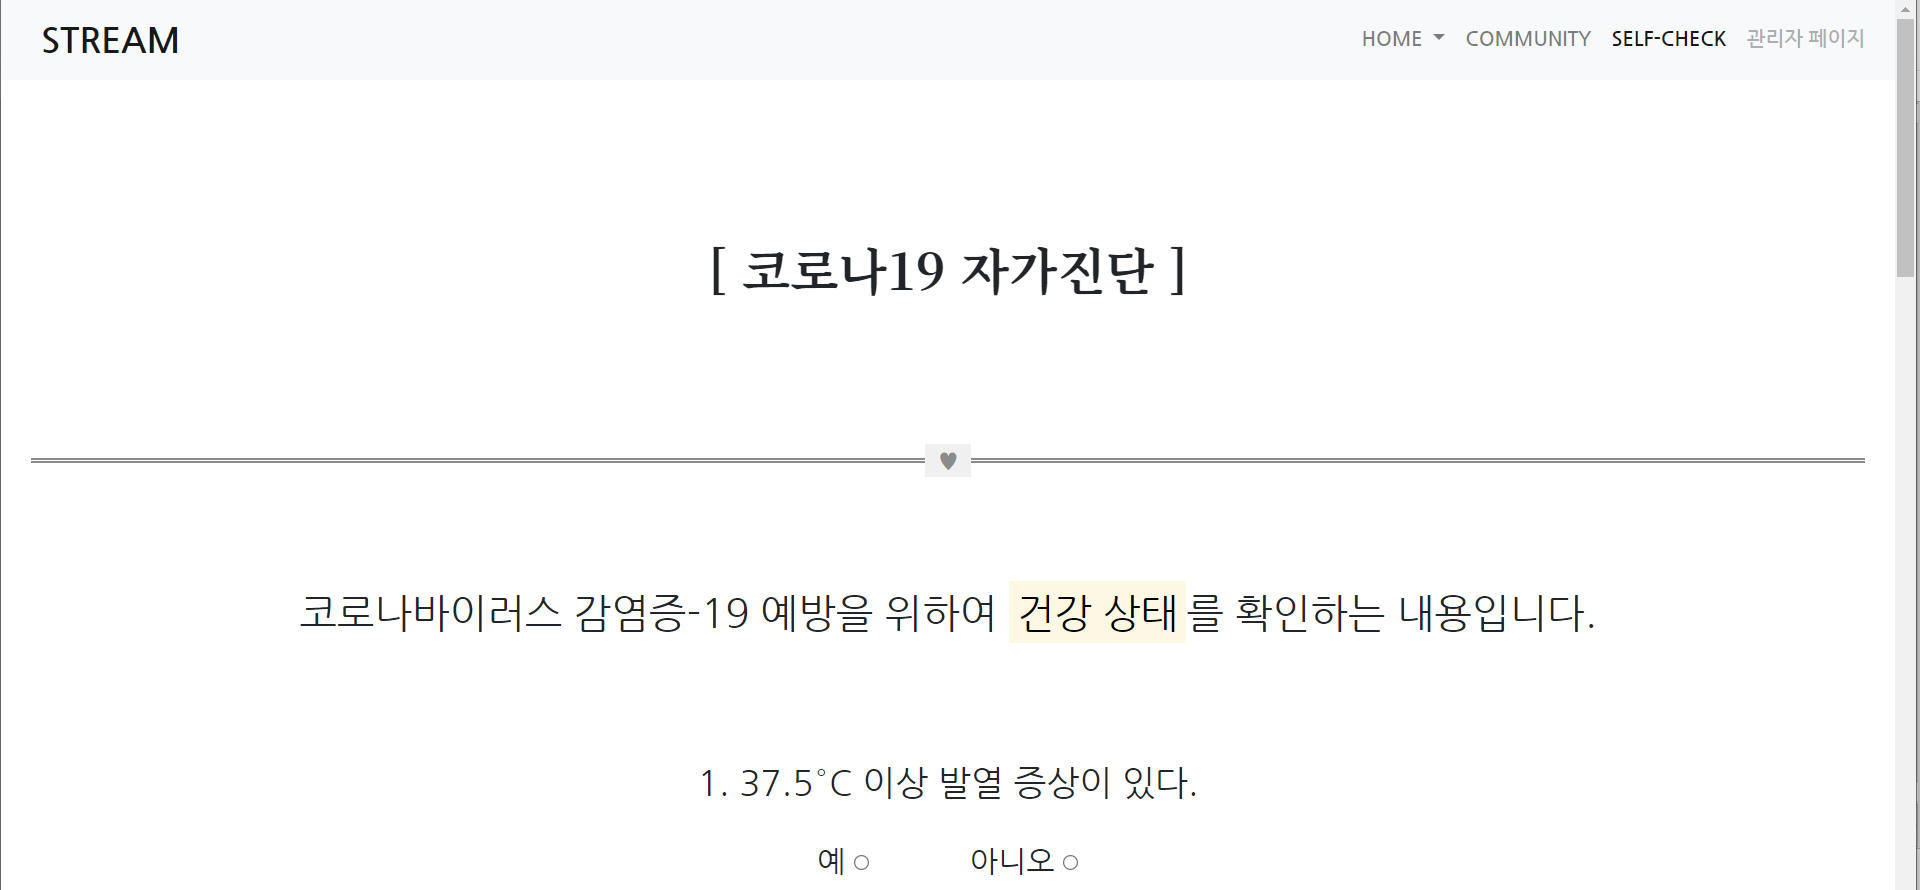 STREAM
HOME COMMUNITY SELF-CHECK 관리자 페이지
[ 코로나19 자가진단 ]
♥
코로나바이러스 감염증-19 예방을 위하여 건강 상태를 확인하는 내용입니다.
1. 37.5°C 이상 발열 증상이 있다.
예 아니오